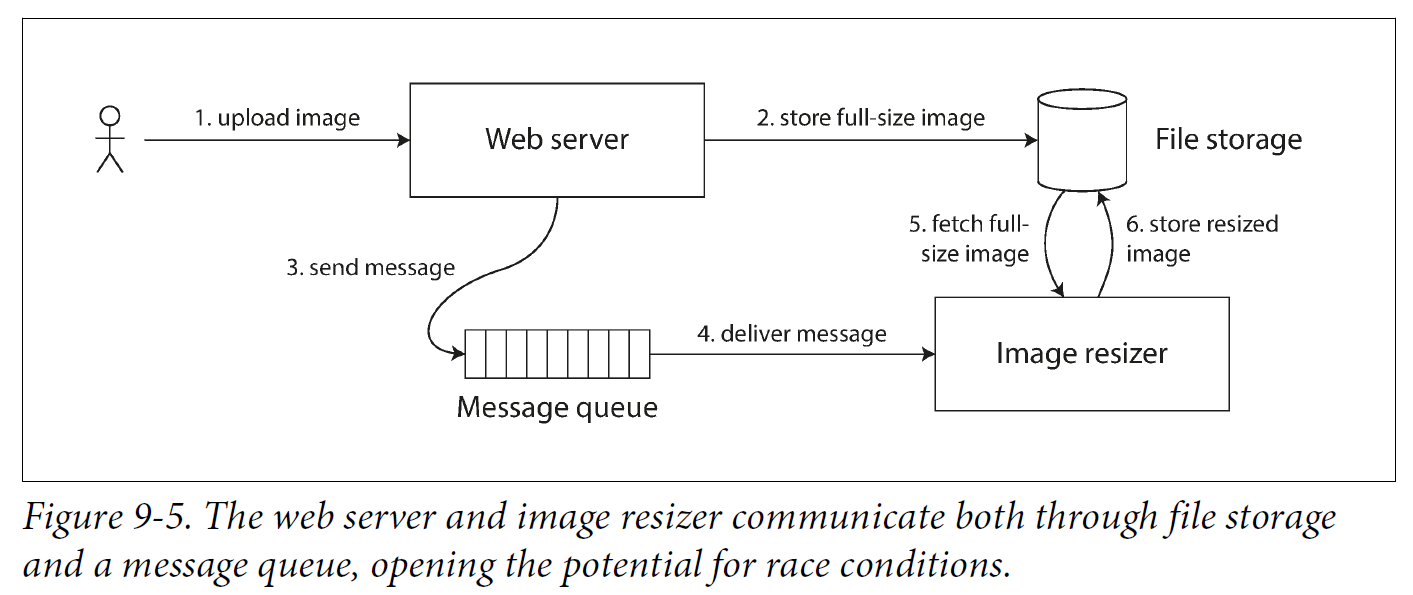 1. upload image
Web server
2. store full-size image
File storage
5. fetch full-
size image
6. store resized
image
3. send message
4. deliver message
Image resizer
Message queue
Figure 9-5. The web server and image resizer communicate both through file storage
and a message queue, opening the potential for race conditions.